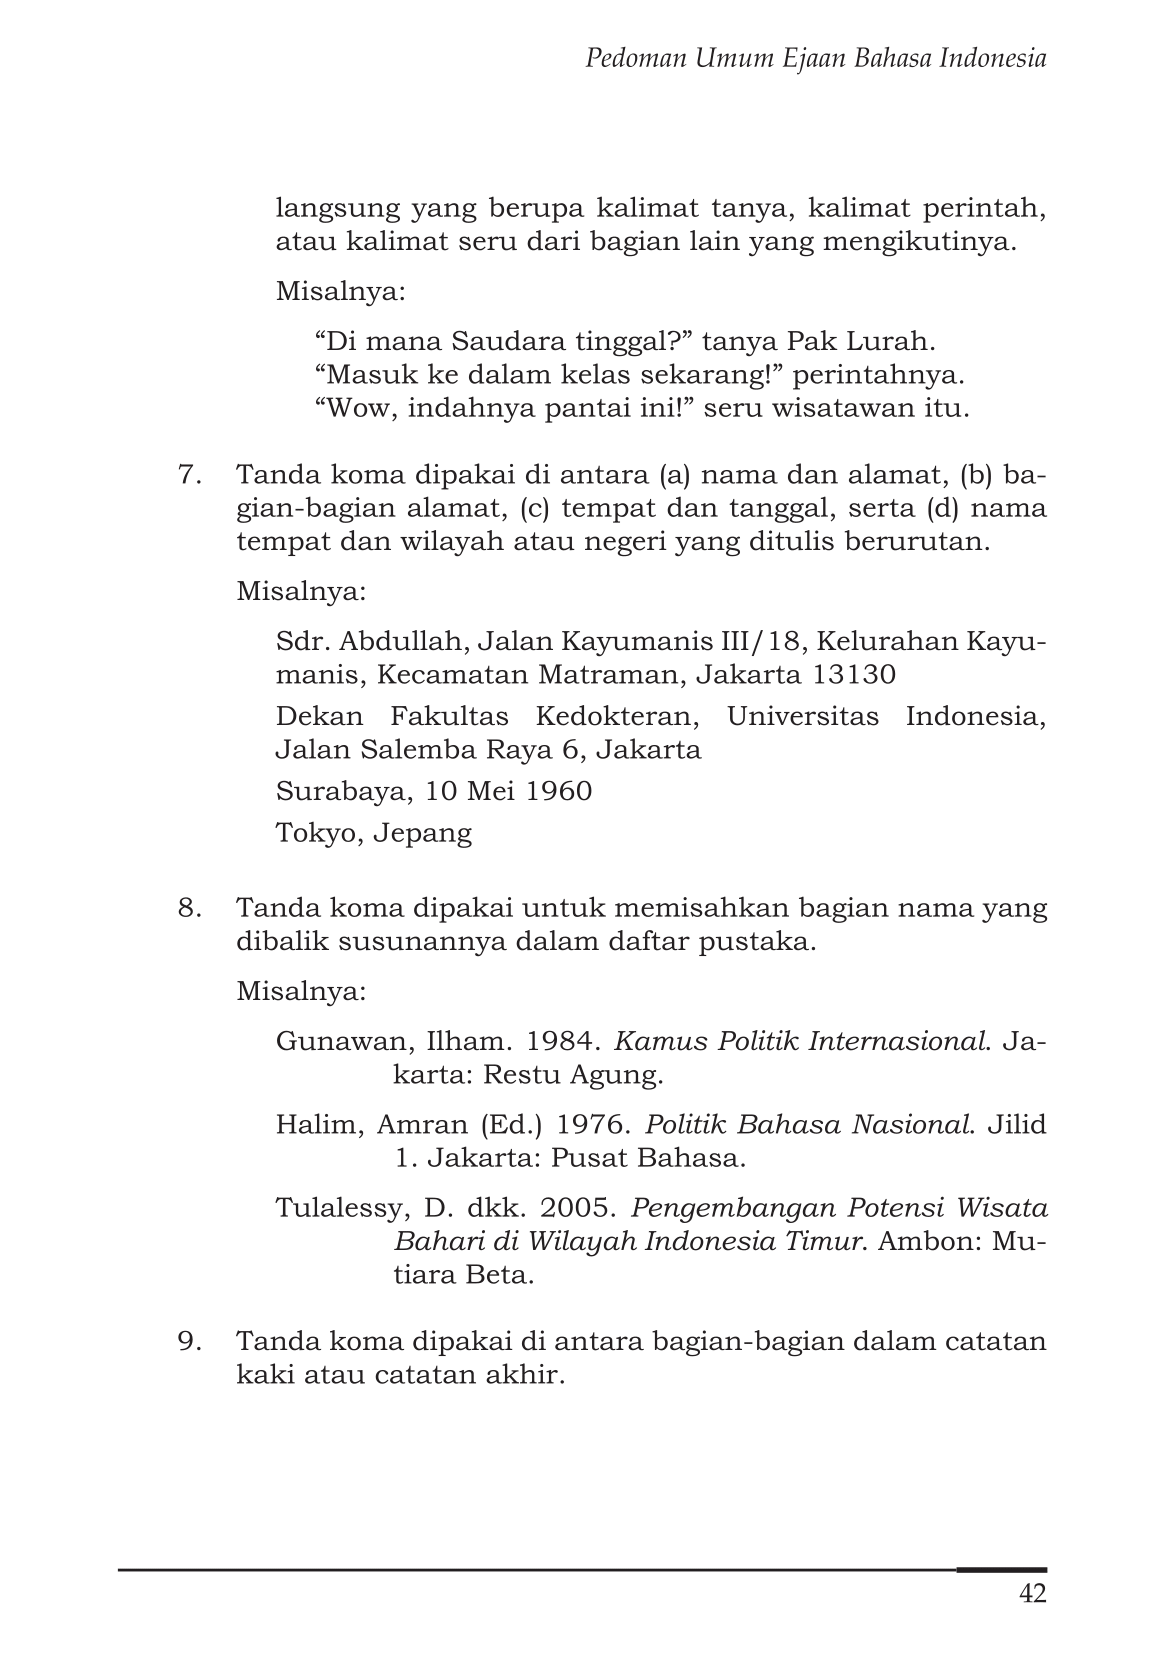 Pedoman Umum Ejaan Bahasa Indonesia
langsung yang berupa kalimat tanya, kalimat perintah,
atau kalimat seru dari bagian lain yang mengikutinya.
Misalnya:
“Di mana Saudara tinggal?” tanya Pak Lurah.
“Masuk ke dalam kelas sekarang!” perintahnya.
“Wow, indahnya pantai ini!” seru wisatawan itu.
7. Tanda koma dipakai di antara (a) nama dan alamat, (b) ba-
gian-bagian alamat, (c) tempat dan tanggal, serta (d) nama
tempat dan wilayah atau negeri yang ditulis berurutan.
Misalnya:
Sdr. Abdullah, Jalan Kayumanis III/18, Kelurahan Kayu-
manis, Kecamatan Matraman, Jakarta 13130
Dekan Fakultas Kedokteran, Universitas Indonesia,
Jalan Salemba Raya 6, Jakarta
Surabaya, 10 Mei 1960
Tokyo, Jepang
8. Tanda koma dipakai untuk memisahkan bagian nama yang
dibalik susunannya dalam daftar pustaka.
Misalnya:
Gunawan, Ilham. 1984. Kamus Politik Internasional. Ja-
karta: Restu Agung.
Halim, Amran (Ed.) 1976. Politik Bahasa Nasional. Jilid
1. Jakarta: Pusat Bahasa.
Tulalessy, D. dkk. 2005. Pengembangan Potensi Wisata
Bahari di Wilayah Indonesia Timur. Ambon: Mu-
tiara Beta.
9. Tanda koma dipakai di antara bagian-bagian dalam catatan
kaki atau catatan akhir.
42